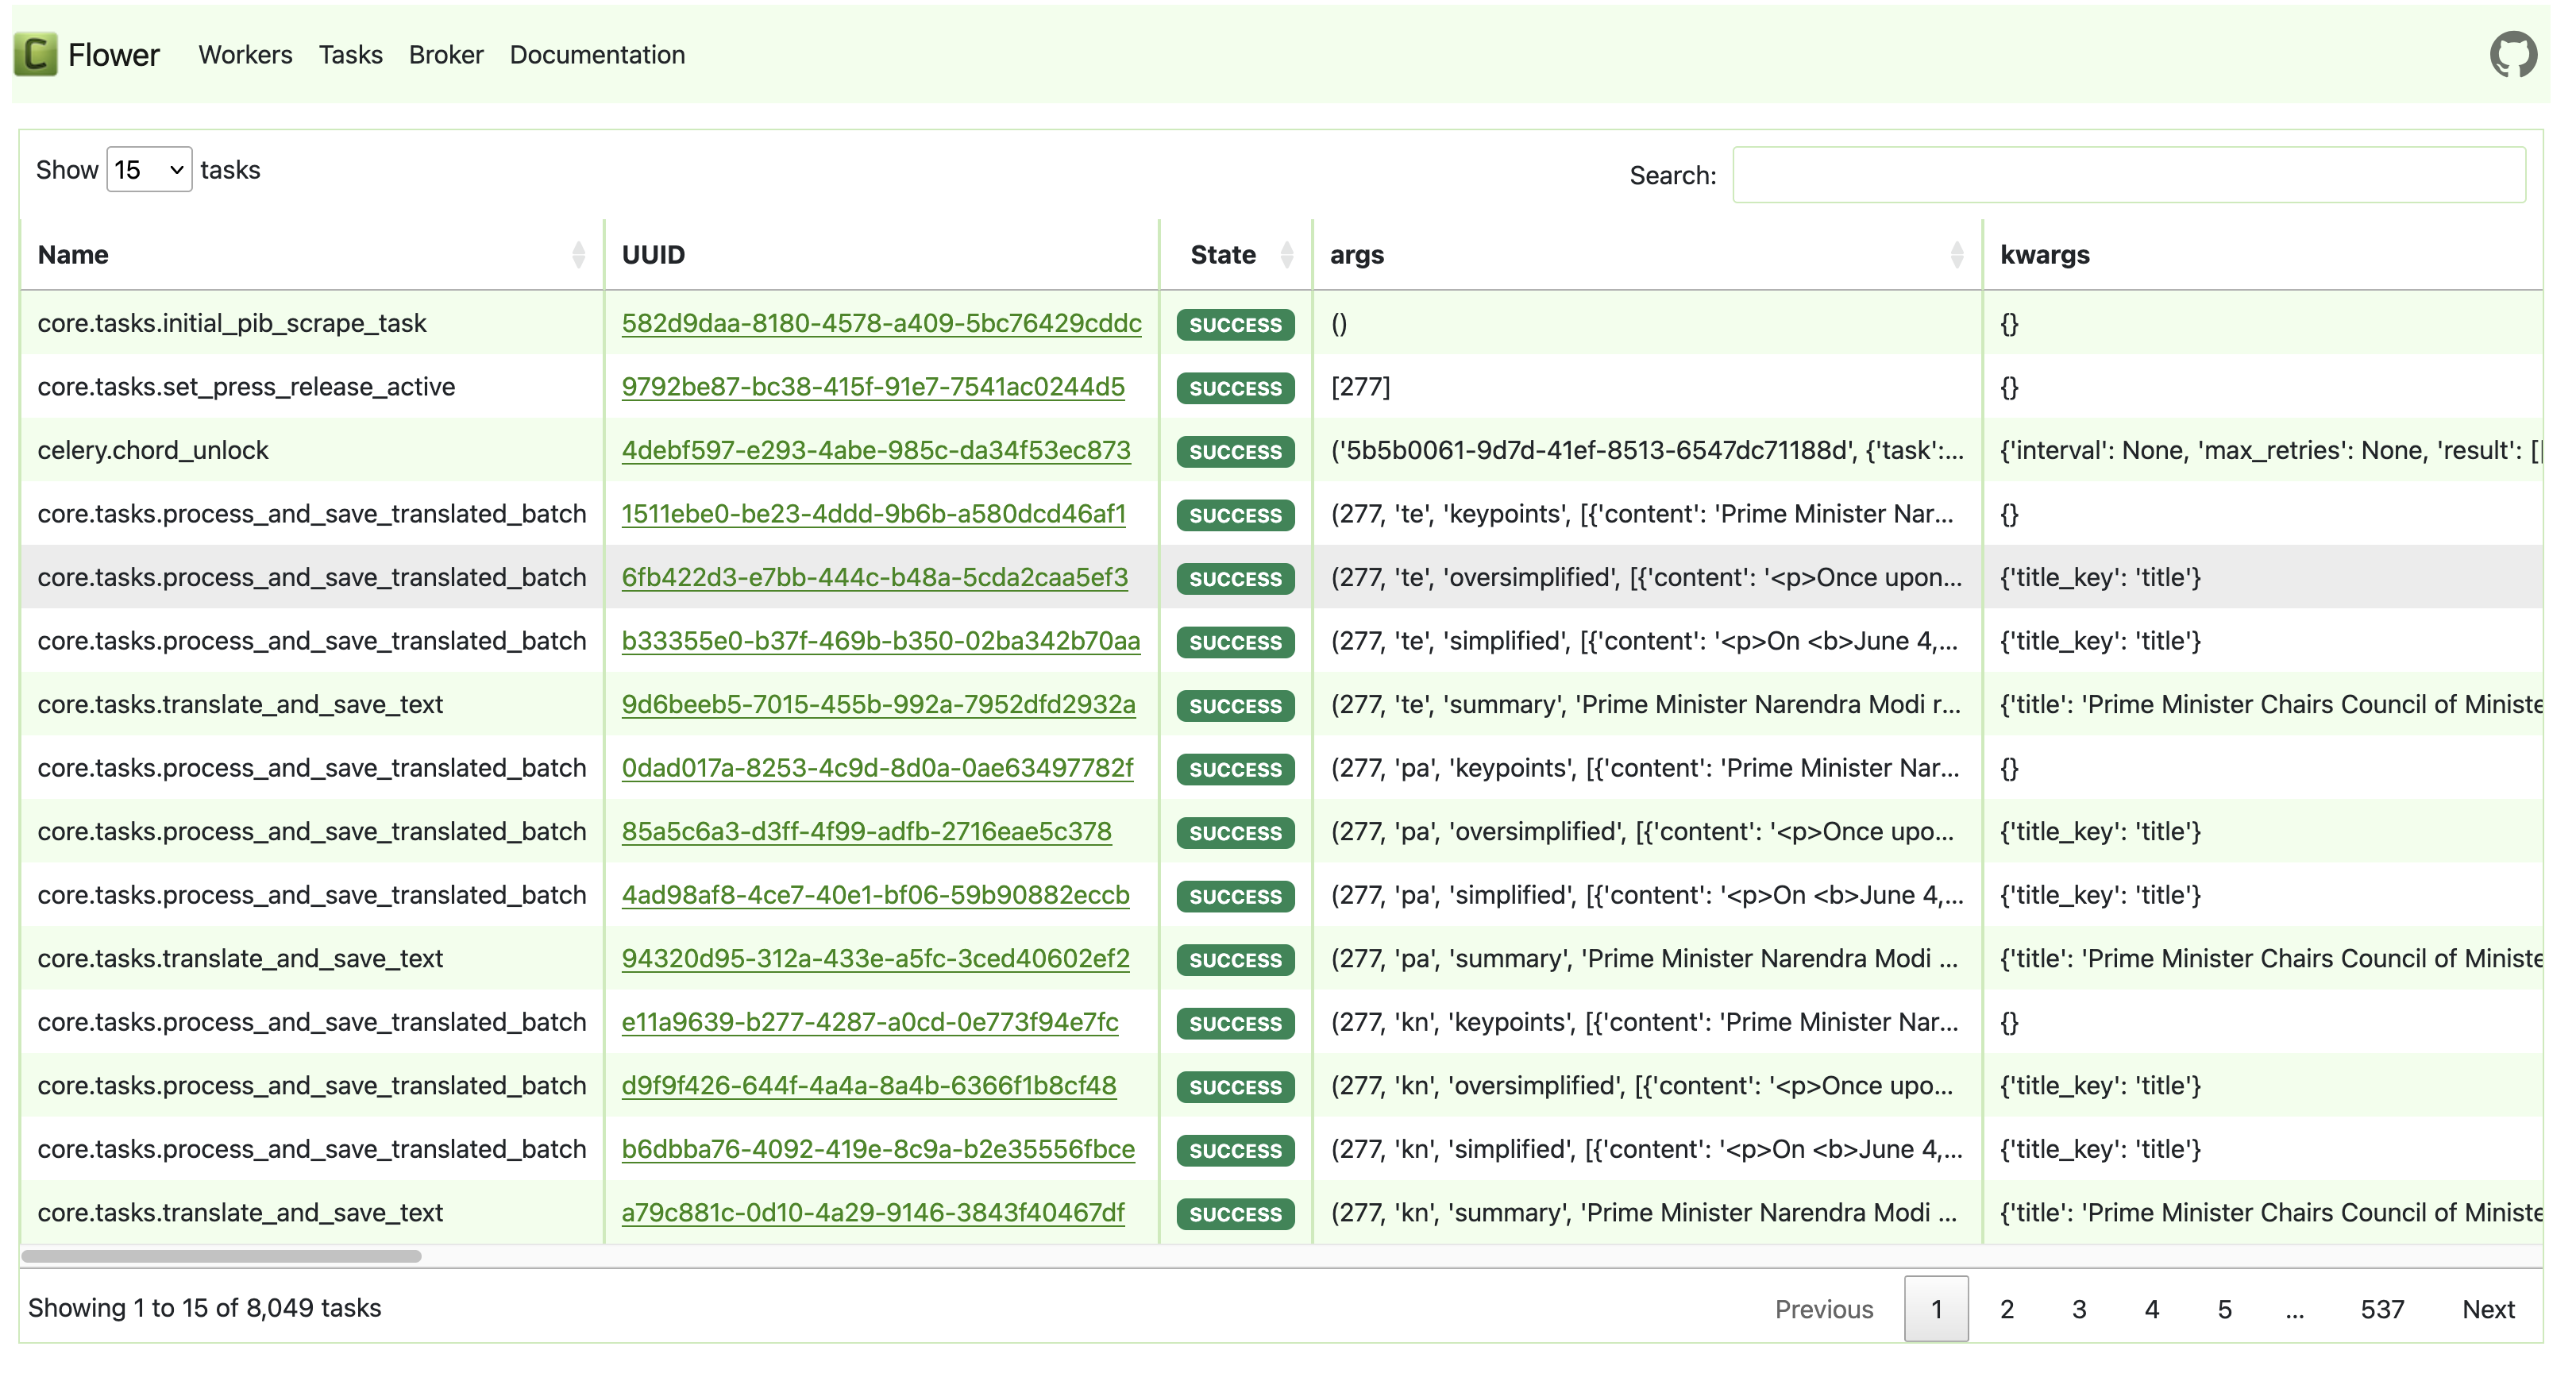 Flower Workers Tasks Broker Documentation
Show 15 tasks Search:
Name UUID State args kwargs
core.tasks.initial_pib_scrape_task 582d9daa-8180-4578-a409-5bc76429cddc SUCCESS () {}
core.tasks.set_press_release_active 9792be87-bc38-415f-91e7-7541ac0244d5 SUCCESS [277] {}
celery.chord_unlock 4debf597-e293-4abe-985c-da34f53ec873 SUCCESS ('5b5b0061-9d7d-41ef-8513-6547dc71188d', {'task':... {'interval': None, 'max_retries': None, 'result': [[
core.tasks.process_and_save_translated_batch 1511ebe0-be23-4ddd-9b6b-a580dcd46af1 SUCCESS (277, 'te', 'keypoints', [{'content': 'Prime Minister Nar... {}
core.tasks.process_and_save_translated_batch 6fb422d3-e7bb-444c-b48a-5cda2caa5ef3 SUCCESS (277, 'te', 'oversimplified', [{'content': '<p>Once upon... {'title_key': 'title'}
core.tasks.process_and_save_translated_batch b33355e0-b37f-469b-b350-02ba342b70aa SUCCESS (277, 'te', 'simplified', [{'content': '<p>On <b>June 4,... {'title_key': 'title'}
core.tasks.translate_and_save_text 9d6beeb5-7015-455b-992a-7952dfd2932a SUCCESS (277, 'te', 'summary', 'Prime Minister Narendra Modi r... {'title': 'Prime Minister Chairs Council of Ministe
core.tasks.process_and_save_translated_batch 0dad017a-8253-4c9d-8d0a-0ae63497782f SUCCESS (277, 'pa', 'keypoints', [{'content': 'Prime Minister Nar... {}
core.tasks.process_and_save_translated_batch 85a5c6a3-d3ff-4f99-adfb-2716eae5c378 SUCCESS (277, 'pa', 'oversimplified', [{'content': '<p>Once upo... {'title_key': 'title'}
core.tasks.process_and_save_translated_batch 4ad98af8-4ce7-40e1-bf06-59b90882eccb SUCCESS (277, 'pa', 'simplified', [{'content': '<p>On <b>June 4,... {'title_key': 'title'}
core.tasks.translate_and_save_text 94320d95-312a-433e-a5fc-3ced40602ef2 SUCCESS (277, 'pa', 'summary', 'Prime Minister Narendra Modi ... {'title': 'Prime Minister Chairs Council of Ministe
core.tasks.process_and_save_translated_batch e11a9639-b277-4287-a0cd-0e773f94e7fc SUCCESS (277, 'kn', 'keypoints', [{'content': 'Prime Minister Nar... {}
core.tasks.process_and_save_translated_batch d9f9f426-644f-4a4a-8a4b-6366f1b8cf48 SUCCESS (277, 'kn', 'oversimplified', [{'content': '<p>Once upo... {'title_key': 'title'}
core.tasks.process_and_save_translated_batch b6dbba76-4092-419e-8c9a-b2e35556fbce SUCCESS (277, 'kn', 'simplified', [{'content': '<p>On <b>June 4,... {'title_key': 'title'}
core.tasks.translate_and_save_text a79c881c-0d10-4a29-9146-3843f40467df SUCCESS (277, 'kn', 'summary', 'Prime Minister Narendra Modi ... {'title': 'Prime Minister Chairs Council of Ministe
Showing 1 to 15 of 8,049 tasks Previous 1 2 3 4 5 ... 537 Next